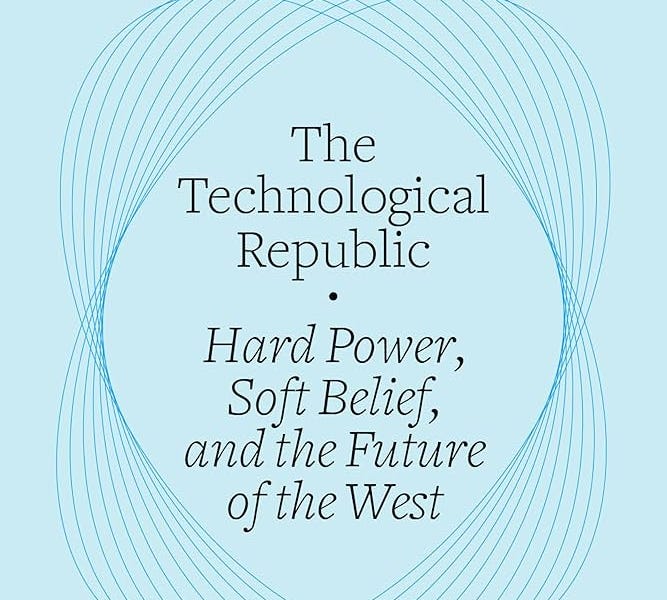 The
Technological
Republic
•
Hard Power,
Soft Belief,
and the Future
of the West